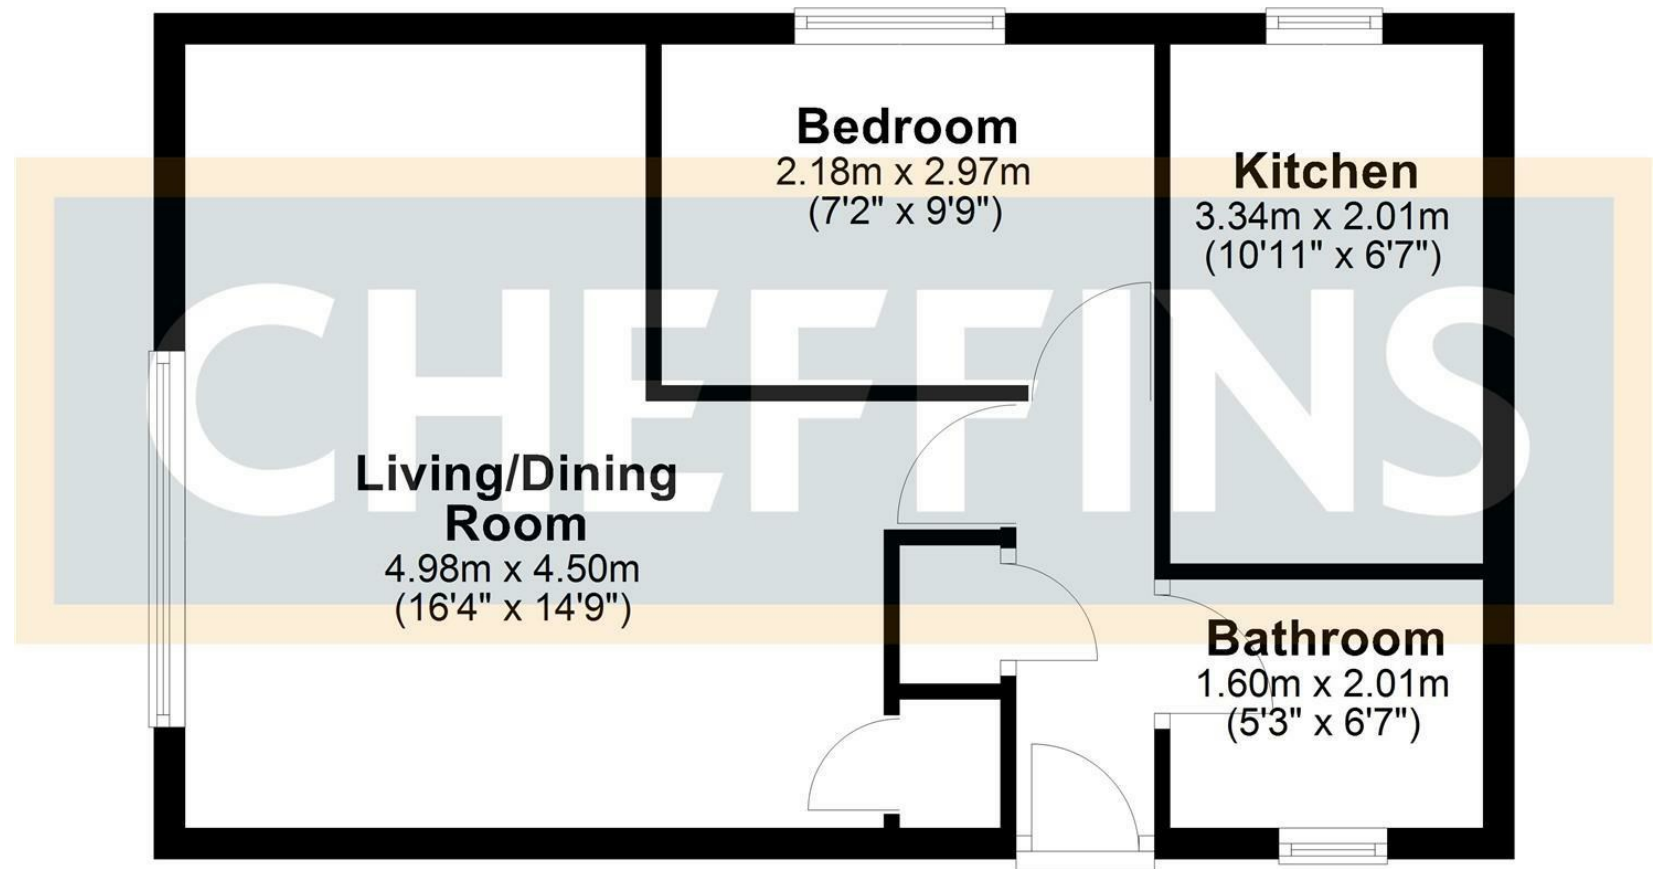 Bedroom
2.18m x 2.97m
(7'2" x 9'9")
Kitchen
3.34m x 2.01m
(10'11" x 6'7")
CHEFFINS
Living/Dining
Room
4.98m x 4.50m
(16'4" x 14'9")
Bathroom
1.60m x 2.01m
(5'3" x 6'7")